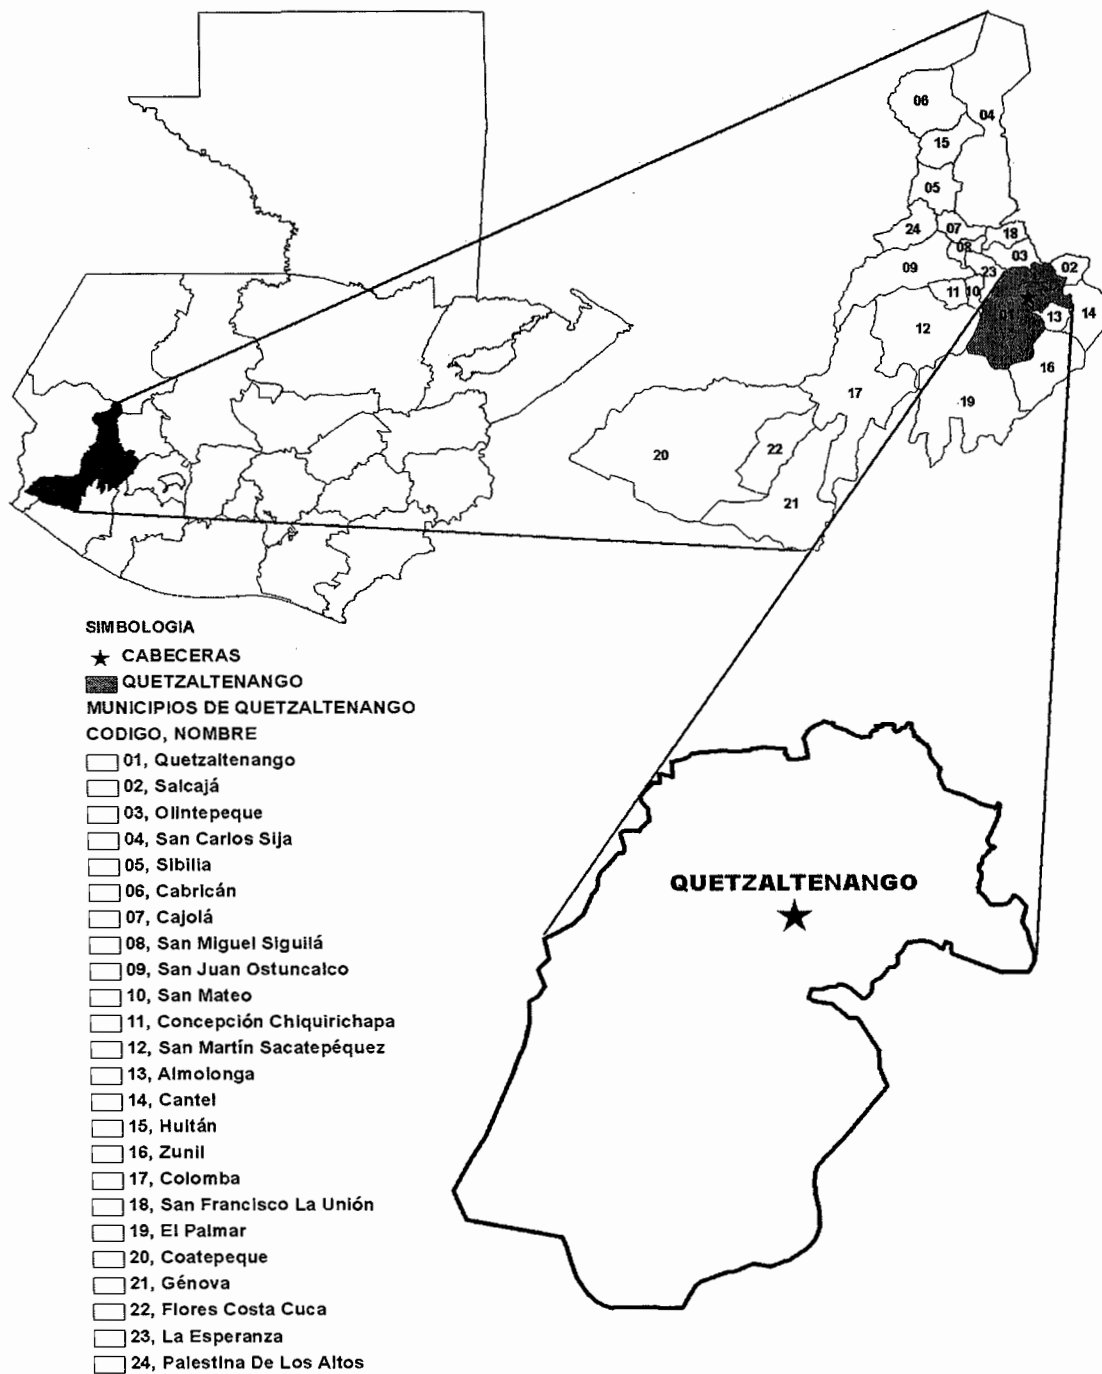 06
04
15
05
24
07
18
08
03
09
02
23
11
10
01
13
14
12
16
17
19
22
20
21
SIMBOLOGIA
CABECERAS
QUETZALTENANGO
MUNICIPIOS DE QUETZALTENANGO
CODIGO, NOMBRE
01, Quetzaltenango
02, Salcajá
03, Olintepeque
04, San Carlos Sija
05, Sibilia
06, Cabricán
07, Cajolá
08, San Miguel Siguilá
09, San Juan Ostuncalco
10, San Mateo
11, Concepción Chiquirichapa
12, San Martín Sacatepéquez
13, Almolonga
14, Cantel
15, Huitán
16, Zunil
17, Colomba
18, San Francisco La Unión
19, El Palmar
20, Coatepeque
21, Génova
22, Flores Costa Cuca
23, La Esperanza
24, Palestina De Los Altos
QUETZALTENANGO